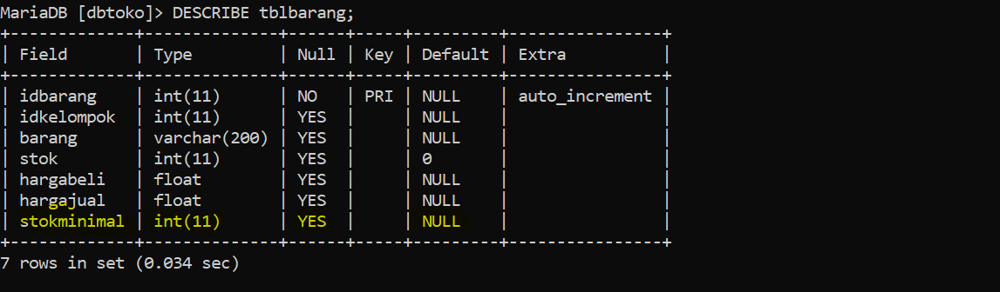 MariaDB [dbtoko]> DESCRIBE tblbarang;
+-------------+--------------+------+-----+---------+----------------+
| Field       | Type         | Null | Key | Default | Extra          |
+-------------+--------------+------+-----+---------+----------------+
| idbarang    | int(11)      | NO   | PRI | NULL    | auto_increment |
| idkelompok  | int(11)      | YES  |     | NULL    |                |
| barang      | varchar(200) | YES  |     | NULL    |                |
| stok        | int(11)      | YES  |     | 0       |                |
| hargabeli   | float        | YES  |     | NULL    |                |
| hargajual   | float        | YES  |     | NULL    |                |
| stokminimal | int(11)      | YES  |     | NULL    |                |
+-------------+--------------+------+-----+---------+----------------+
7 rows in set (0.034 sec)